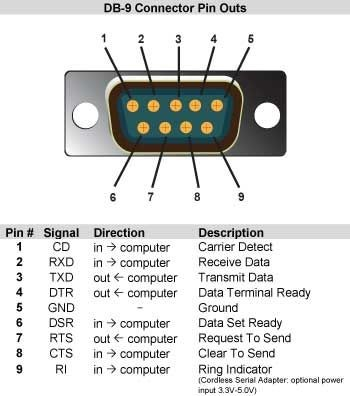 DB-9 Connector Pin Outs
1 2 3 4 5
6 7 8 9
Pin # Signal Direction Description
1 CD in → computer Carrier Detect
2 RXD in → computer Receive Data
3 TXD out ← computer Transmit Data
4 DTR out ← computer Data Terminal Ready
5 GND – Ground
6 DSR in → computer Data Set Ready
7 RTS out ← computer Request To Send
8 CTS in → computer Clear To Send
9 RI in → computer Ring Indicator
(Cordless Serial Adapter: optional power
input 3.3V-5.0V)